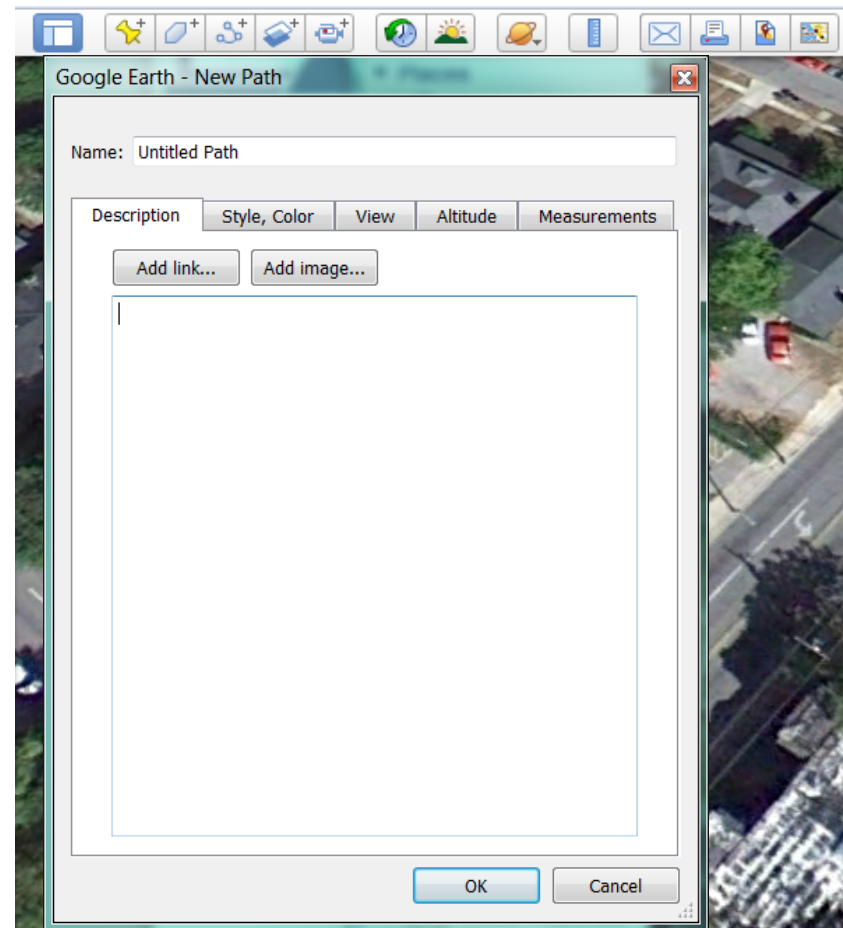 Google Earth - New Path
Name: Untitled Path
Description Style, Color View Altitude Measurements
Add link... Add image...
OK Cancel